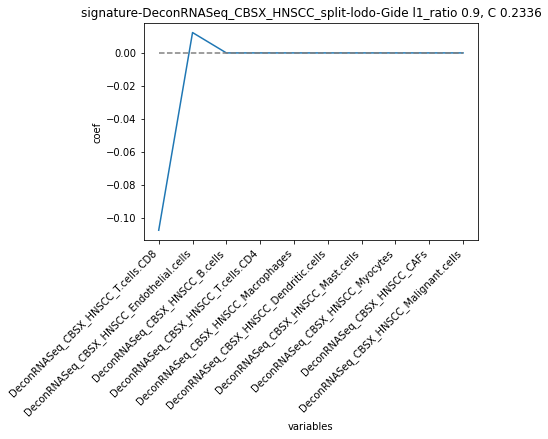 signature-DeconRNASeq_CBSX_HNSCC_split-lodo-Gide l1_ratio 0.9, C 0.2336
0.00
−0.02
−0.04
−0.06
−0.08
−0.10
coef
DeconRNASeq_CBSX_HNSCC_T.cells.CD8
DeconRNASeq_CBSX_HNSCC_Endothelial.cells
DeconRNASeq_CBSX_HNSCC_B.cells
DeconRNASeq_CBSX_HNSCC_T.cells.CD4
DeconRNASeq_CBSX_HNSCC_Macrophages
DeconRNASeq_CBSX_HNSCC_Dendritic.cells
DeconRNASeq_CBSX_HNSCC_Mast.cells
DeconRNASeq_CBSX_HNSCC_Myocytes
DeconRNASeq_CBSX_HNSCC_CAFs
DeconRNASeq_CBSX_HNSCC_Malignant.cells
variables